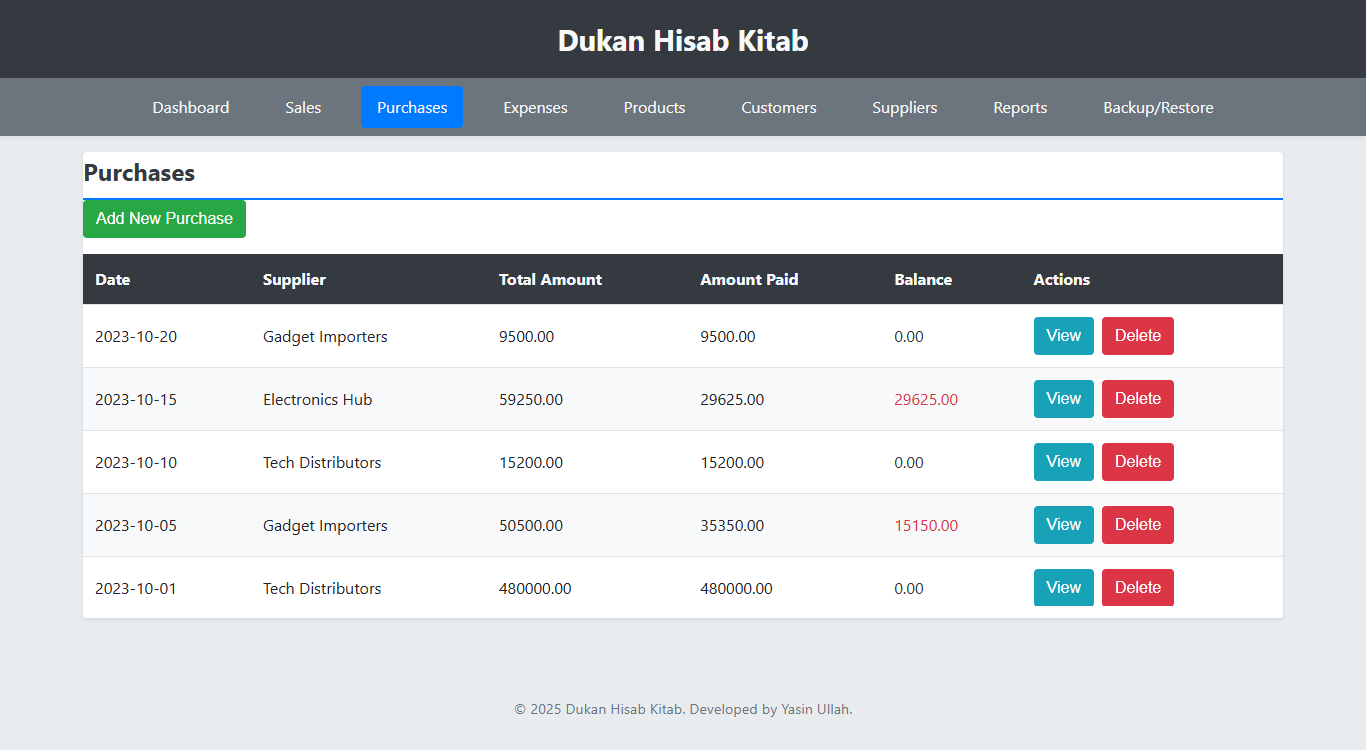 Dukan Hisab Kitab
Dashboard Sales Purchases Expenses Products Customers Suppliers Reports Backup/Restore
Purchases
Add New Purchase
Date Supplier Total Amount Amount Paid Balance Actions
2023-10-20 Gadget Importers 9500.00 9500.00 0.00 View Delete
2023-10-15 Electronics Hub 59250.00 29625.00 29625.00 View Delete
2023-10-10 Tech Distributors 15200.00 15200.00 0.00 View Delete
2023-10-05 Gadget Importers 50500.00 35350.00 15150.00 View Delete
2023-10-01 Tech Distributors 480000.00 480000.00 0.00 View Delete
© 2025 Dukan Hisab Kitab. Developed by Yasin Ullah.